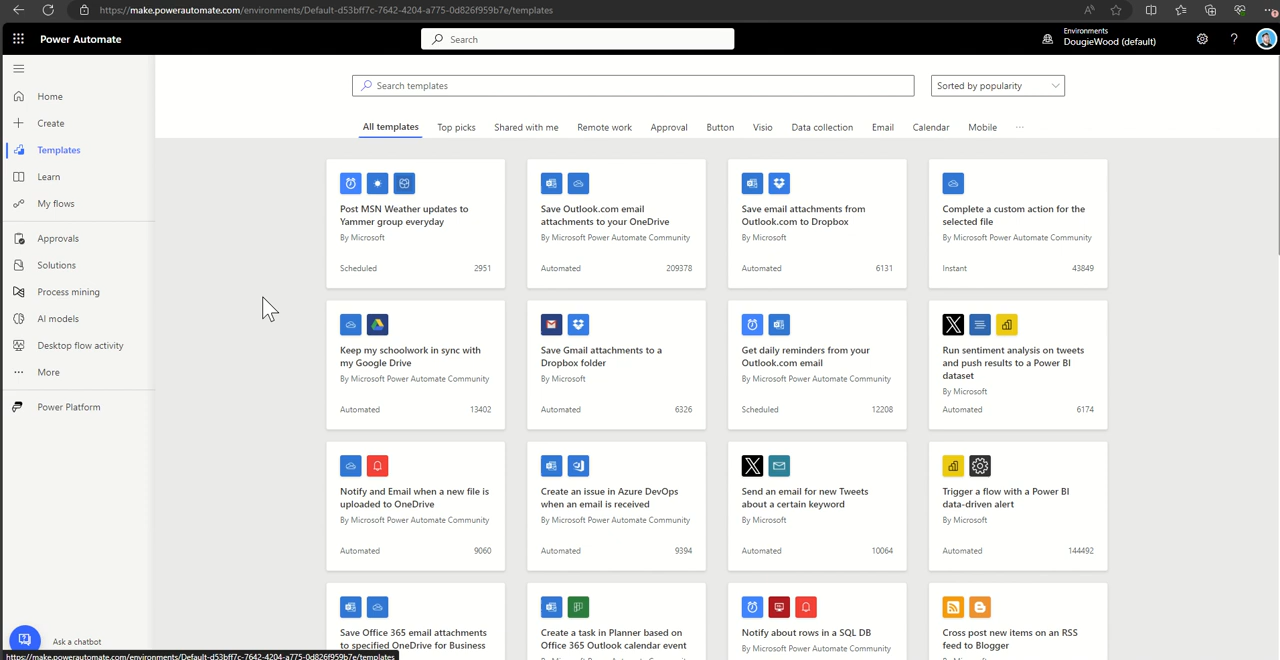 https://make.powerautomate.com/environments/Default-d53bff7c-7642-4204-a775-0d826f959b7e/templates
Power Automate
Search
Environments
DougieWood (default)
Home
Create
Templates
Learn
My flows
Approvals
Solutions
Process mining
AI models
Desktop flow activity
More
Power Platform
Ask a chatbot
Search templates
Sorted by popularity
All templates Top picks Shared with me Remote work Approval Button Visio Data collection Email Calendar Mobile ···
Post MSN Weather updates to
Yammer group everyday
By Microsoft
Scheduled 2951
Save Outlook.com email
attachments to your OneDrive
By Microsoft Power Automate Community
Automated 209378
Save email attachments from
Outlook.com to Dropbox
By Microsoft
Automated 6131
Complete a custom action for the
selected file
By Microsoft Power Automate Community
Instant 43849
Keep my schoolwork in sync with
my Google Drive
By Microsoft Power Automate Community
Automated 13402
Save Gmail attachments to a
Dropbox folder
By Microsoft
Automated 6326
Get daily reminders from your
Outlook.com email
By Microsoft Power Automate Community
Scheduled 12208
Run sentiment analysis on tweets
and push results to a Power BI
dataset
By Microsoft
Automated 6174
Notify and Email when a new file is
uploaded to OneDrive
By Microsoft Power Automate Community
Automated 9060
Create an issue in Azure DevOps
when an email is received
By Microsoft Power Automate Community
Automated 9394
Send an email for new Tweets
about a certain keyword
By Microsoft
Automated 10064
Trigger a flow with a Power BI
data-driven alert
By Microsoft
Automated 144492
Save Office 365 email attachments
to specified OneDrive for Business
Create a task in Planner based on
Office 365 Outlook calendar event
By Microsoft Power Automate Community
Notify about rows in a SQL DB
By Microsoft Power Automate Community
Cross post new items on an RSS
feed to Blogger
By Microsoft
https://make.powerautomate.com/environments/Default-d53bff7c-7642-4204-a775-0d826f959b7e/templates